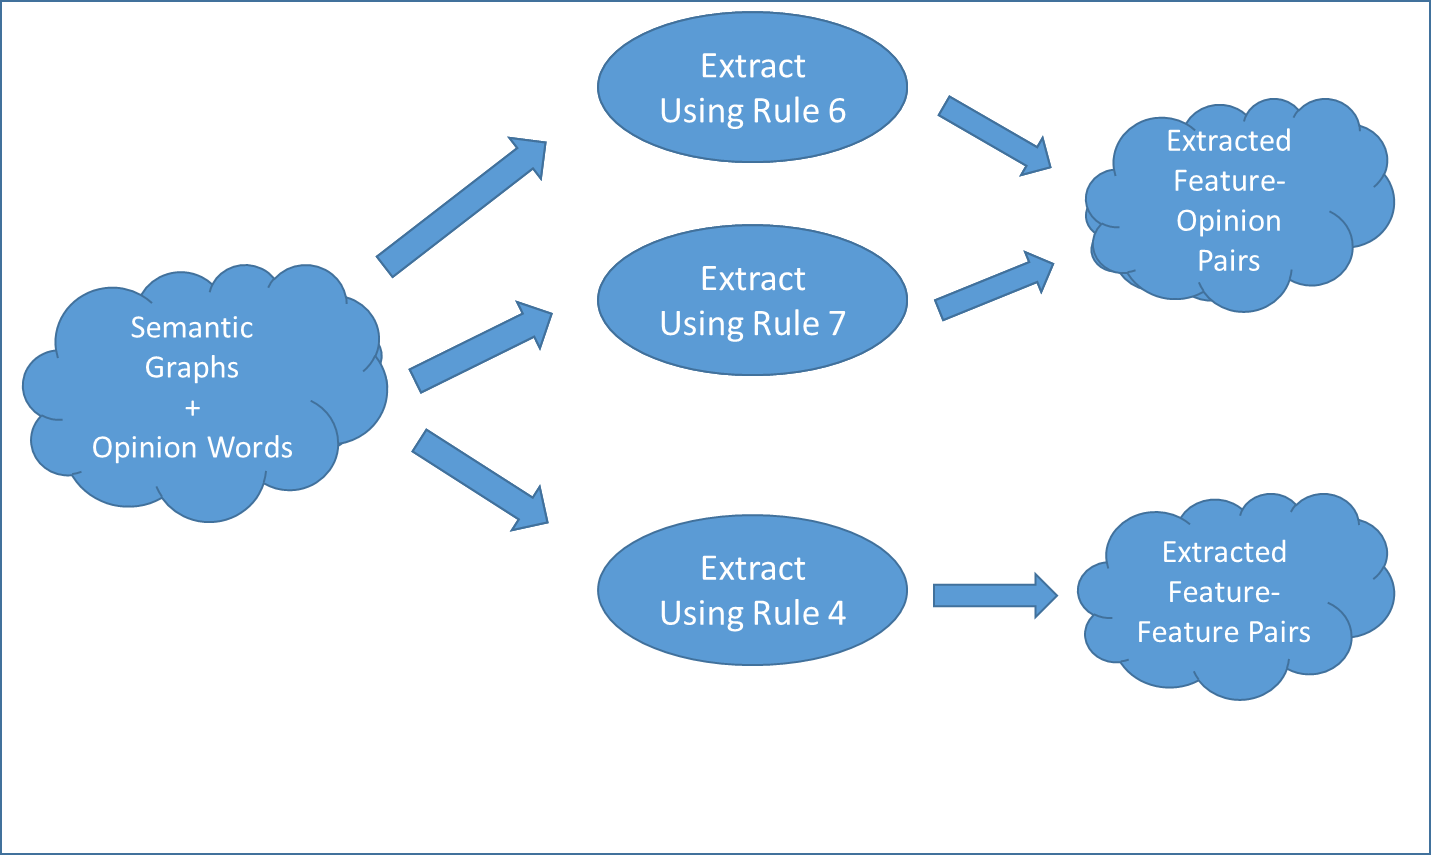 Extract
Using Rule 6
Extracted
Feature-
Opinion
Pairs
Extract
Using Rule 7
Semantic
Graphs
+
Opinion Words
Extract
Using Rule 4
Extracted
Feature-
Feature Pairs